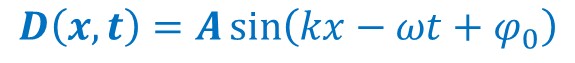 D(x, t) = A sin(kx − ωt + φ₀)